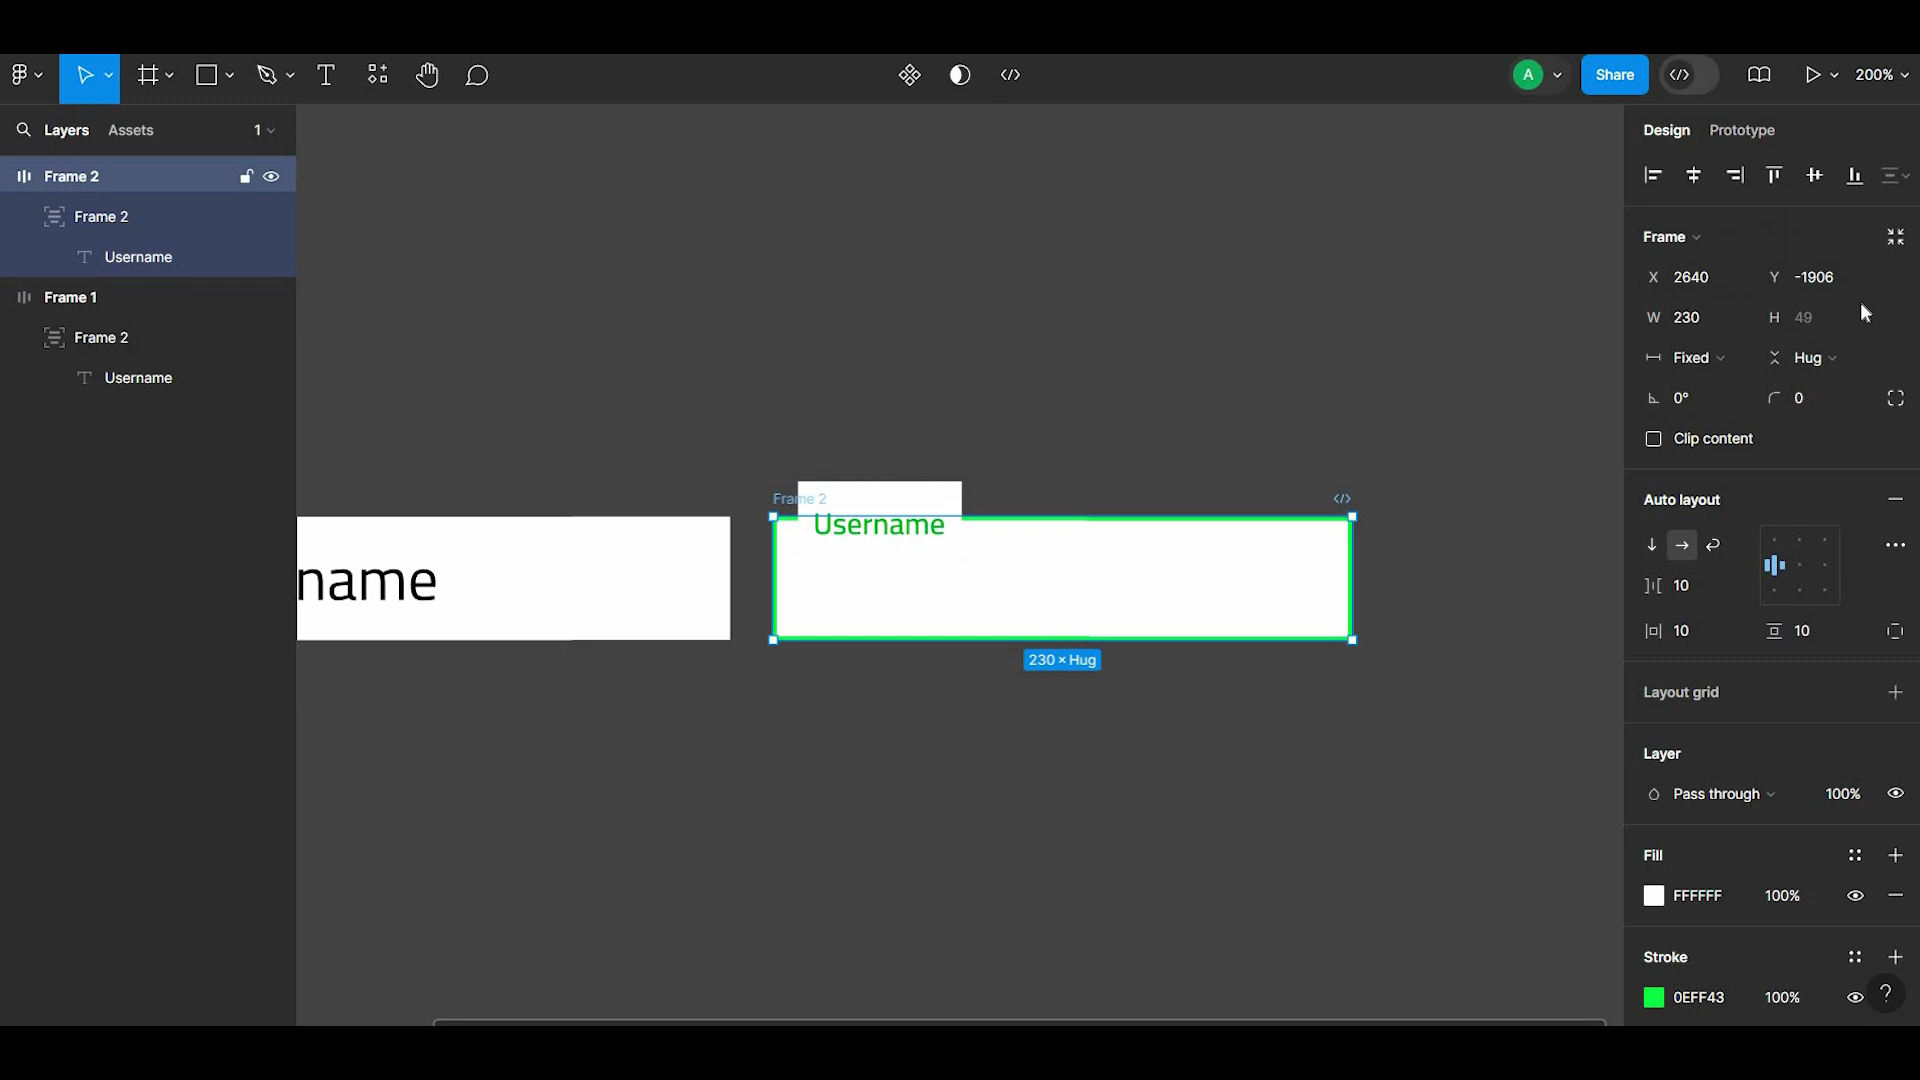 A
Share
200%
Layers
Assets
1
Design
Prototype
Frame 2
Frame 2
Username
Frame 1
Frame 2
Username
Frame
X 2640
Y -1906
W 230
H 49
Fixed
Hug
0°
0
Clip content
name
Frame 2
Username
230 × Hug
Auto layout
10
10
10
Layout grid
Layer
Pass through
100%
Fill
FFFFFF
100%
Stroke
0EFF43
100%
?